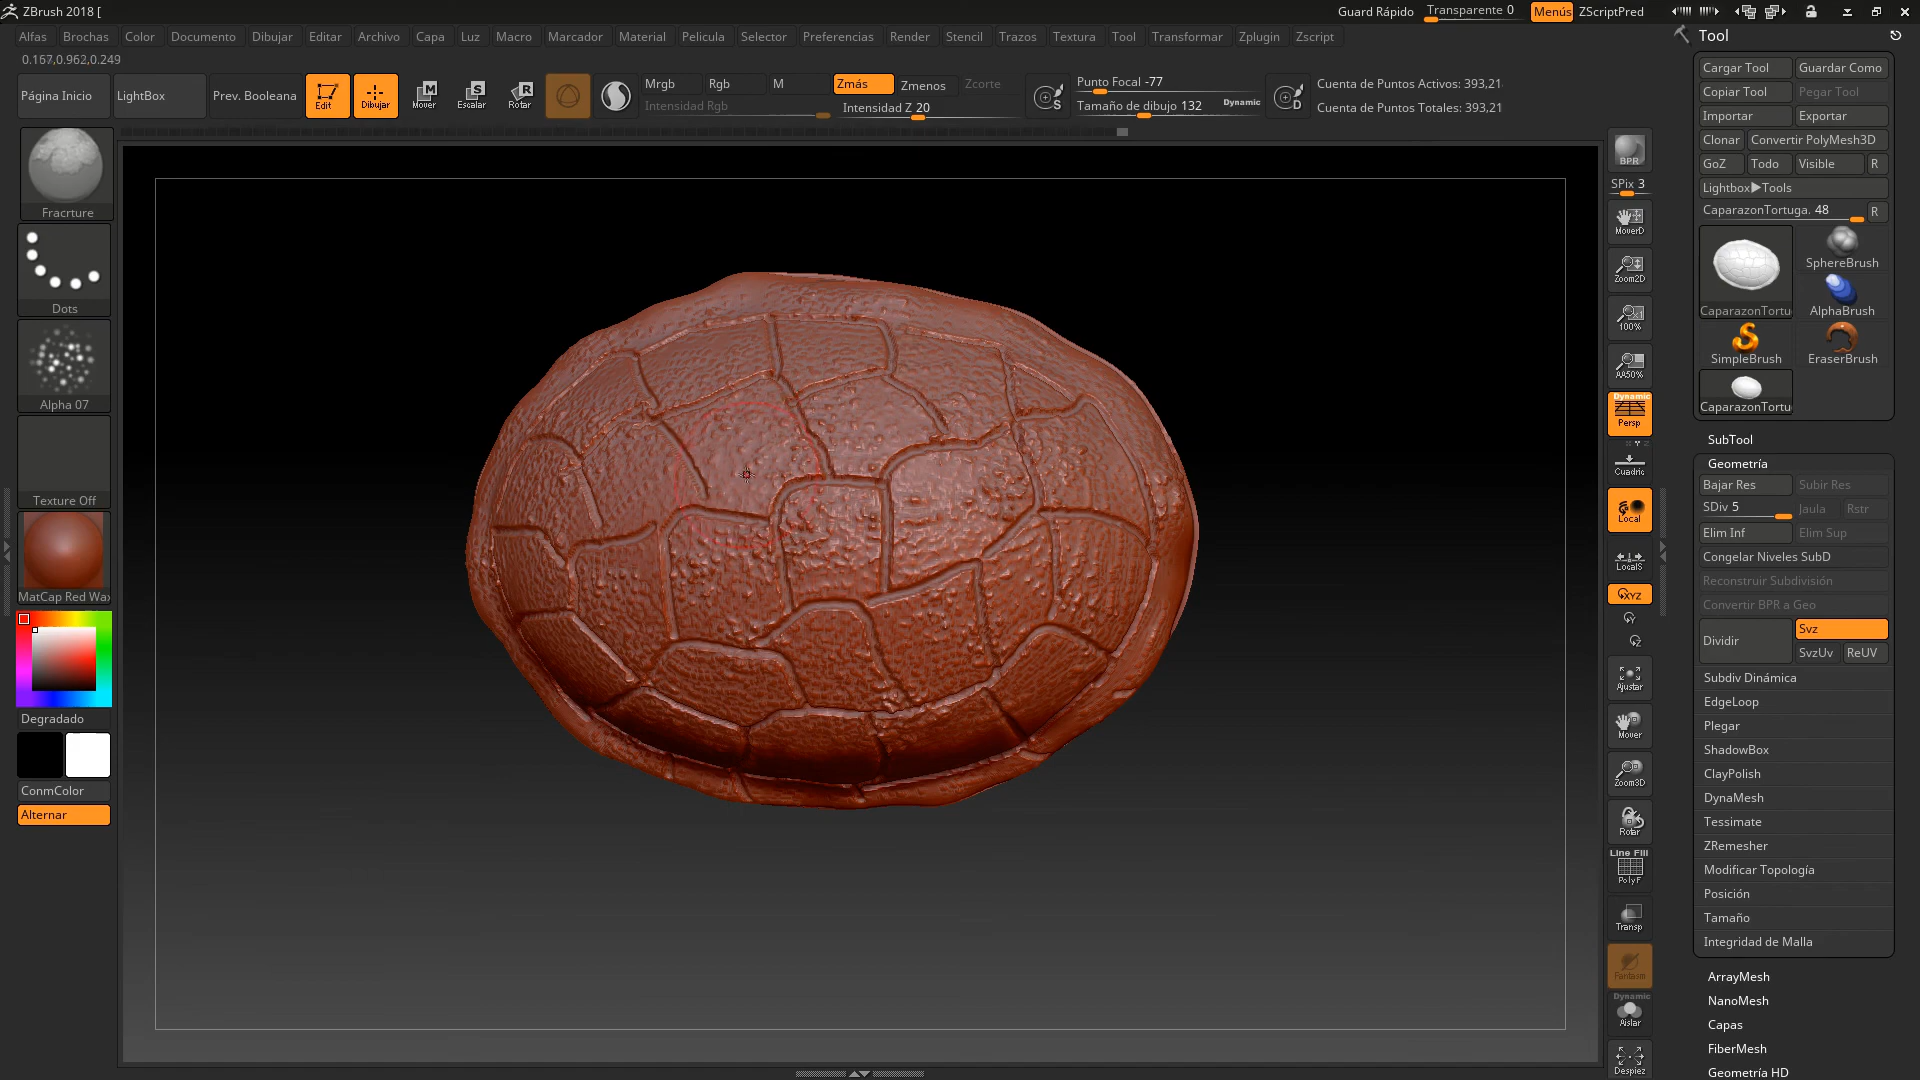 ZBrush 2018 [
Guard Rápido
Transparente 0
Menús
ZScriptPred
Alfas
Brochas
Color
Documento
Dibujar
Editar
Archivo
Capa
Luz
Macro
Marcador
Material
Pelicula
Selector
Preferencias
Render
Stencil
Trazos
Textura
Tool
Transformar
Zplugin
Zscript
Tool
0.167,0.962,0.249
Página Inicio
LightBox
Prev. Booleana
Edit
Dibujar
M
Mover
S
Escalar
R
Rotar
Mrgb
Rgb
M
Intensidad Rgb
Zmás
Zmenos
Zcorte
Intensidad Z 20
S
Punto Focal -77
Tamaño de dibujo 132
Dynamic
D
Cuenta de Puntos Activos: 393,21
Cuenta de Puntos Totales: 393,21
Fracrture
Dots
Alpha 07
Texture Off
MatCap Red Wax
Degradado
ConmColor
Alternar
BPR
SPix 3
MoverD
Zoom2D
100%
AA50%
Dynamic
Persp
Cuadric
Local
LocalS
XYZ
Ajustar
Mover
Zoom3D
Rotar
Line Fill
PolyF
Transp
Fantasm
Dynamic
Aislar
Despiez
Cargar Tool
Guardar Como
Copiar Tool
Pegar Tool
Importar
Exportar
Clonar
Convertir PolyMesh3D
GoZ
Todo
Visible
R
Lightbox▶Tools
CaparazonTortuga. 48
R
CaparazonTortu
SphereBrush
AlphaBrush
SimpleBrush
EraserBrush
CaparazonTortu
SubTool
Geometría
Bajar Res
Subir Res
SDiv 5
Jaula
Rstr
Elim Inf
Elim Sup
Congelar Niveles SubD
Reconstruir Subdivisión
Convertir BPR a Geo
Dividir
Svz
SvzUv
ReUV
Subdiv Dinámica
EdgeLoop
Plegar
ShadowBox
ClayPolish
DynaMesh
Tessimate
ZRemesher
Modificar Topología
Posición
Tamaño
Integridad de Malla
ArrayMesh
NanoMesh
Capas
FiberMesh
Geometría HD